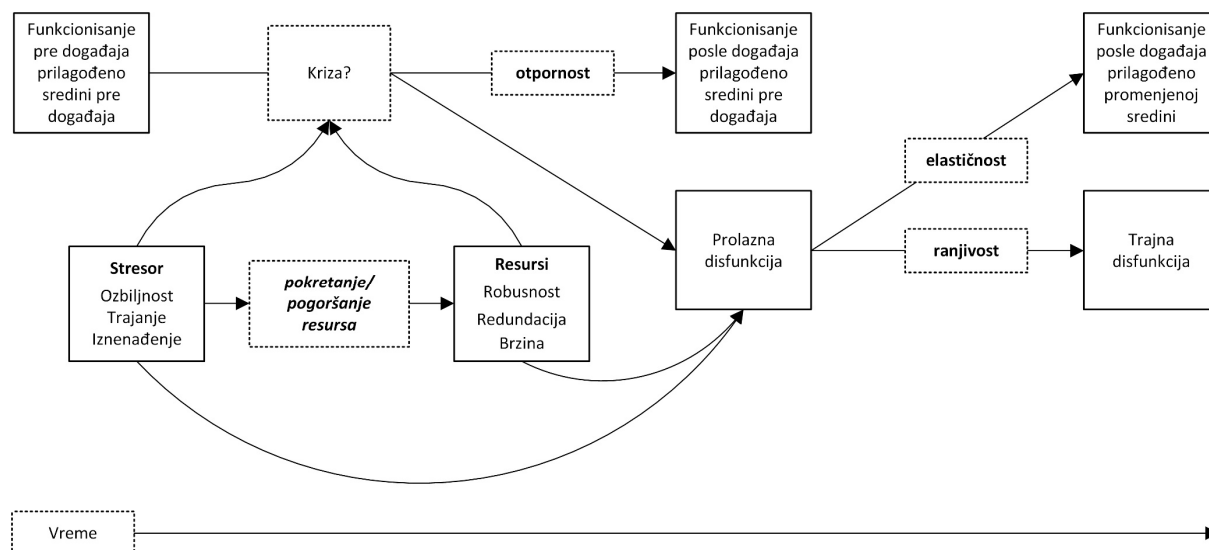 Funkcionisanje
pre događaja
prilagođeno
sredini pre
događaja
Kriza?
otpornost
Funkcionisanje
posle događaja
prilagođeno
sredini pre
događaja
Funkcionisanje
posle događaja
prilagođeno
promenjenoj
sredini
elastičnost
Stresor
Ozbiljnost
Trajanje
Iznenađenje
pokretanje/
pogoršanje
resursa
Resursi
Robusnost
Redundacija
Brzina
Prolazna
disfunkcija
ranjivost
Trajna
disfunkcija
Vreme